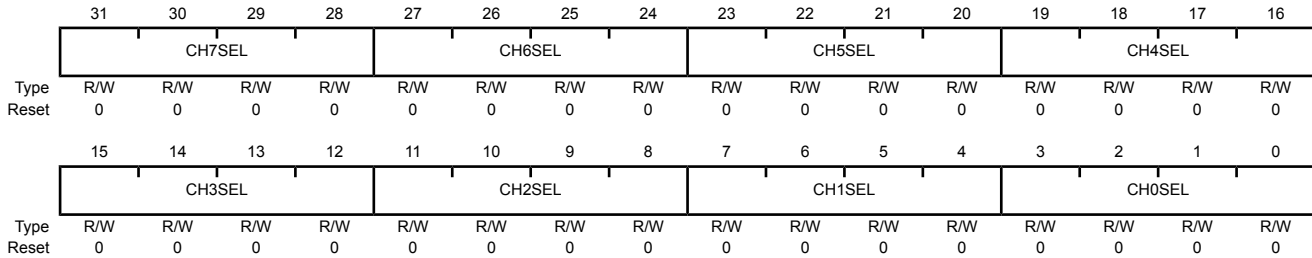 31 30 29 28 27 26 25 24 23 22 21 20 19 18 17 16
CH7SEL CH6SEL CH5SEL CH4SEL
Type R/W R/W R/W R/W R/W R/W R/W R/W R/W R/W R/W R/W R/W R/W R/W R/W
Reset 0 0 0 0 0 0 0 0 0 0 0 0 0 0 0 0
15 14 13 12 11 10 9 8 7 6 5 4 3 2 1 0
CH3SEL CH2SEL CH1SEL CH0SEL
Type R/W R/W R/W R/W R/W R/W R/W R/W R/W R/W R/W R/W R/W R/W R/W R/W
Reset 0 0 0 0 0 0 0 0 0 0 0 0 0 0 0 0